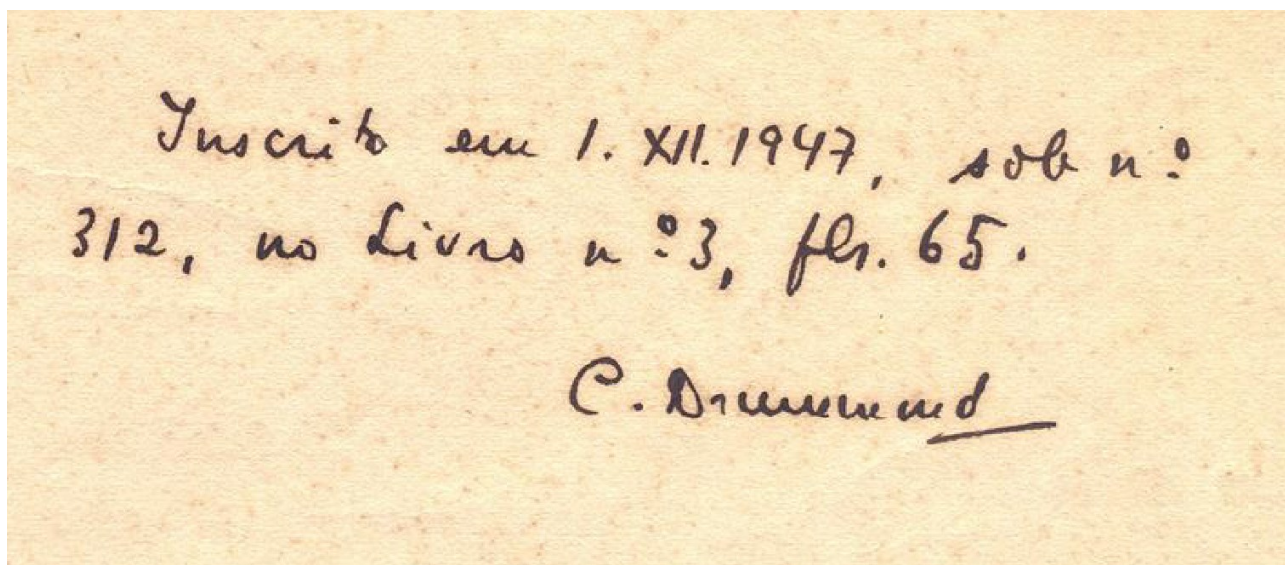 Inscrito em 1. XII. 1947, sob n.º
312, no Livro n.º 3, fls. 65.
C. Drummond